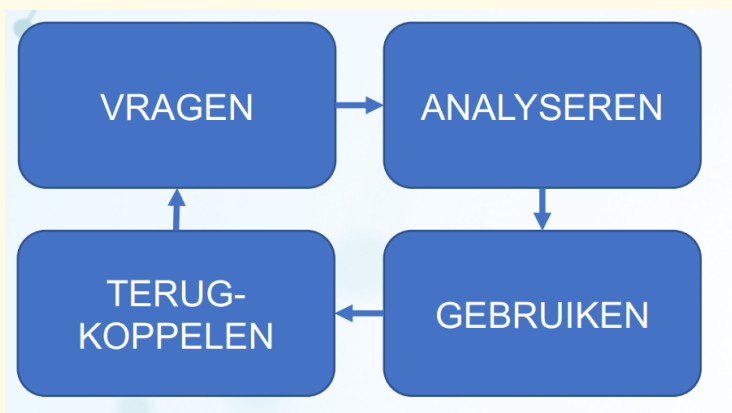 VRAGEN
ANALYSEREN
TERUG-
KOPPELEN
GEBRUIKEN